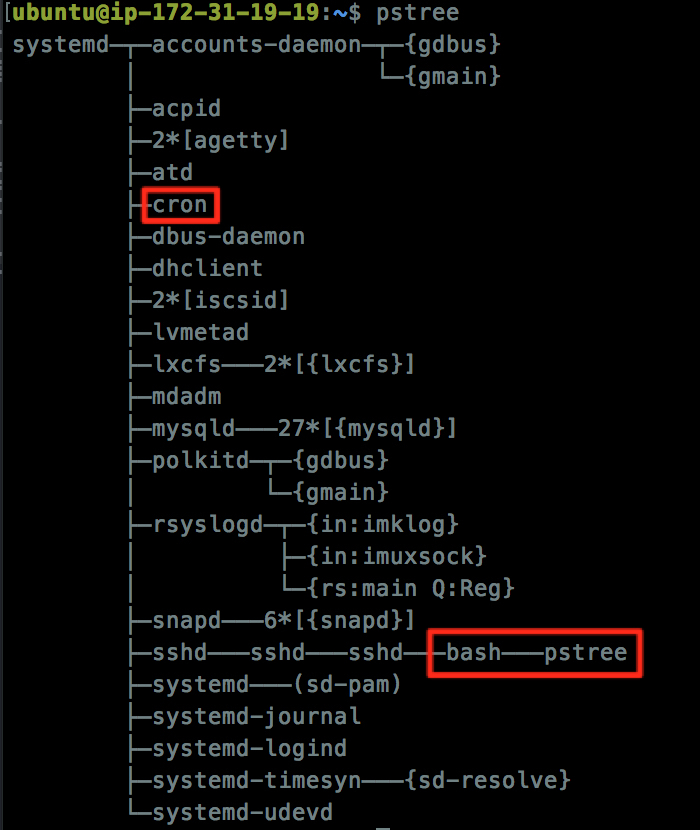 [ubuntu@ip-172-31-19-19:~$ pstree
systemd─┬─accounts-daemon─┬─{gdbus}
        │                 └─{gmain}
        ├─acpid
        ├─2*[agetty]
        ├─atd
        ├─cron
        ├─dbus-daemon
        ├─dhclient
        ├─2*[iscsid]
        ├─lvmetad
        ├─lxcfs───2*[{lxcfs}]
        ├─mdadm
        ├─mysqld───27*[{mysqld}]
        ├─polkitd─┬─{gdbus}
        │         └─{gmain}
        ├─rsyslogd─┬─{in:imklog}
        │          ├─{in:imuxsock}
        │          └─{rs:main Q:Reg}
        ├─snapd───6*[{snapd}]
        ├─sshd───sshd───sshd───bash───pstree
        ├─systemd───(sd-pam)
        ├─systemd-journal
        ├─systemd-logind
        ├─systemd-timesyn───{sd-resolve}
        └─systemd-udevd